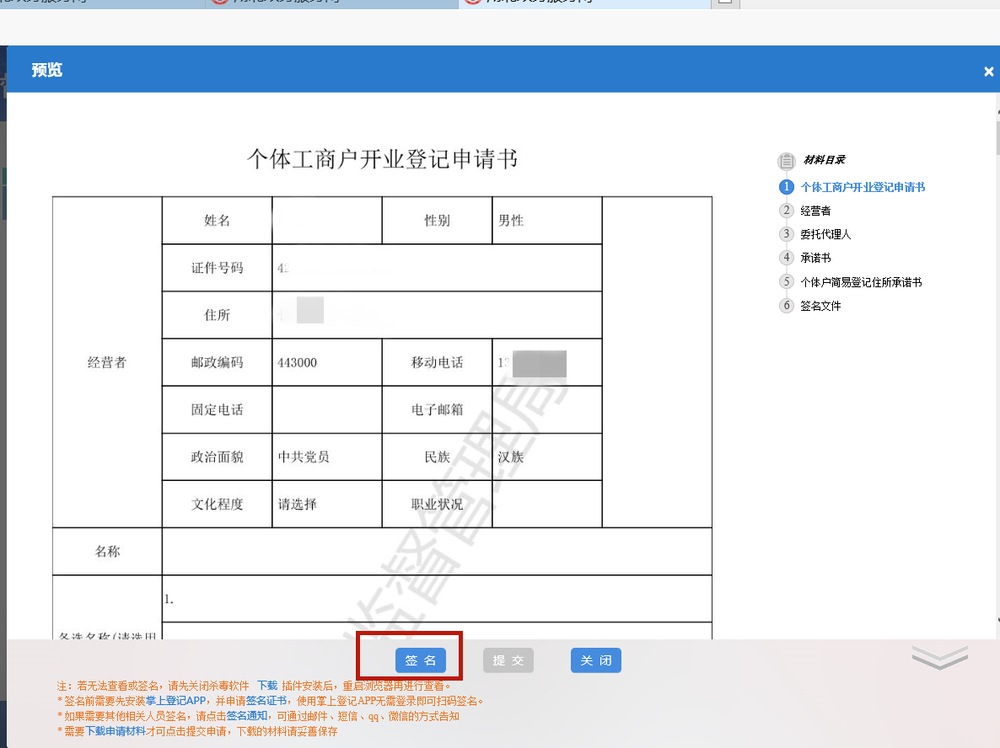 预览
个体工商户开业登记申请书
材料目录
1 个体工商户开业登记申请书
2 经营者
3 委托代理人
4 承诺书
5 个体户简易登记住所承诺书
6 签名文件
经营者
姓名 性别 男性
证件号码 42
住所
邮政编码 443000 移动电话 13
固定电话 电子邮箱
政治面貌 中共党员 民族 汉族
文化程度 请选择 职业状况
名称
1.
监督管理局
签 名 提 交 关 闭
注：若无法查看或签名，请先关闭杀毒软件 下载 插件安装后，重启浏览器再进行查看。
*签名前需要先安装掌上登记APP，并申请签名证书，使用掌上登记APP无需登录即可扫码签名。
*如果需要其他相关人员签名，请点击签名通知，可通过邮件、短信、qq、微信的方式告知
*需要下载申请材料才可点击提交申请，下载的材料请妥善保存